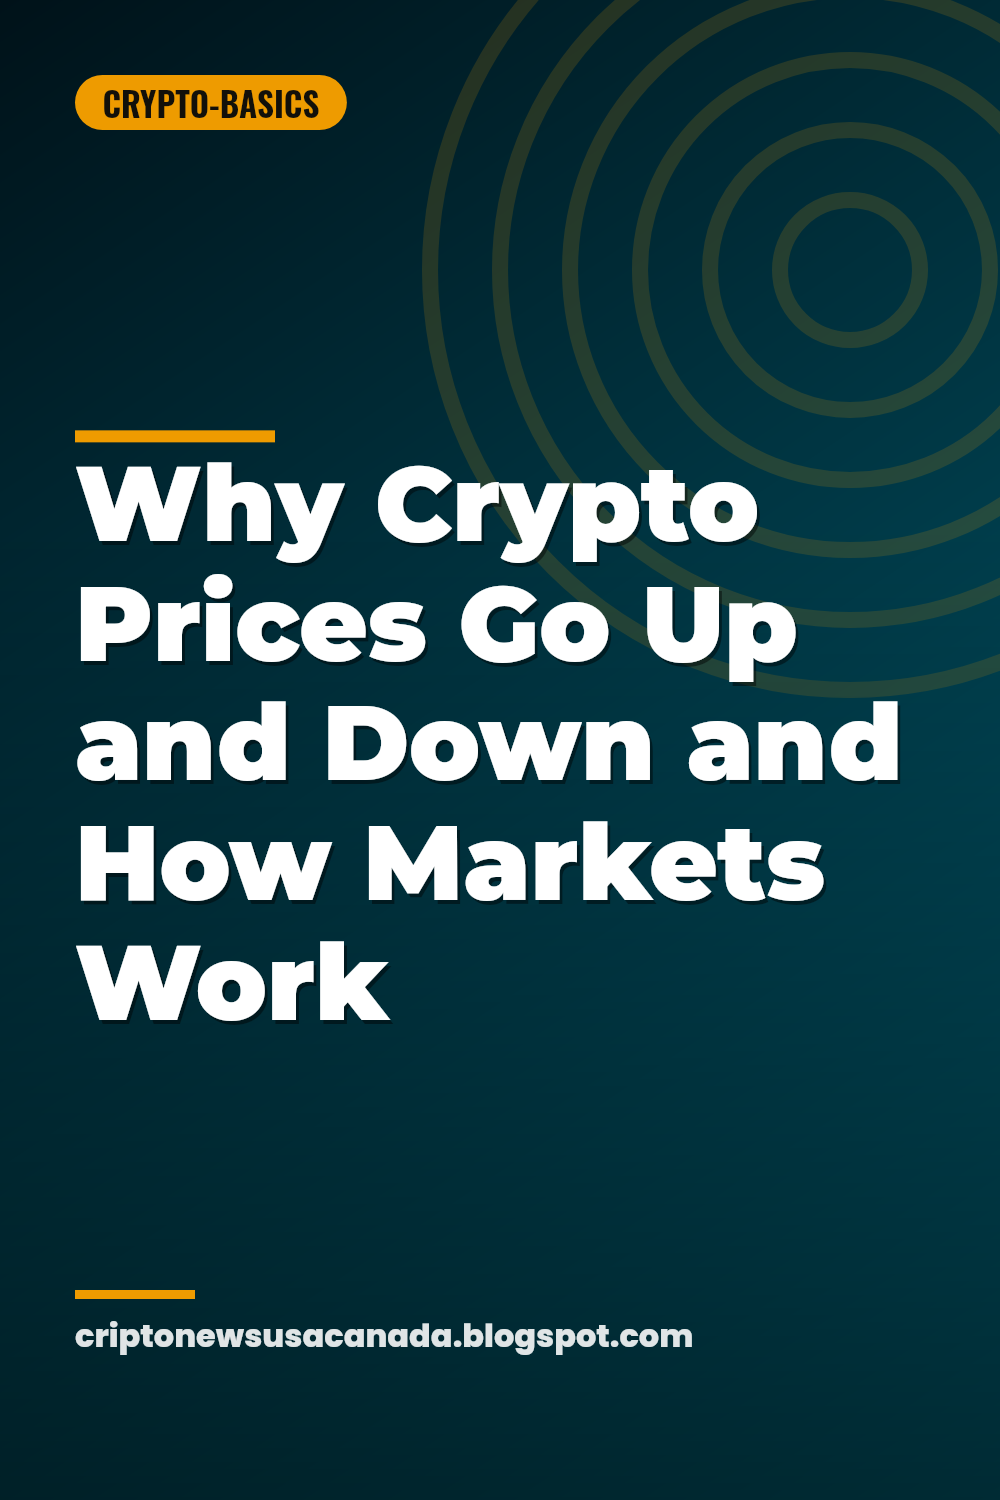 CRYPTO-BASICS
Why Crypto
Prices Go Up
and Down and
How Markets
Work
criptonewsusacanada.blogspot.com